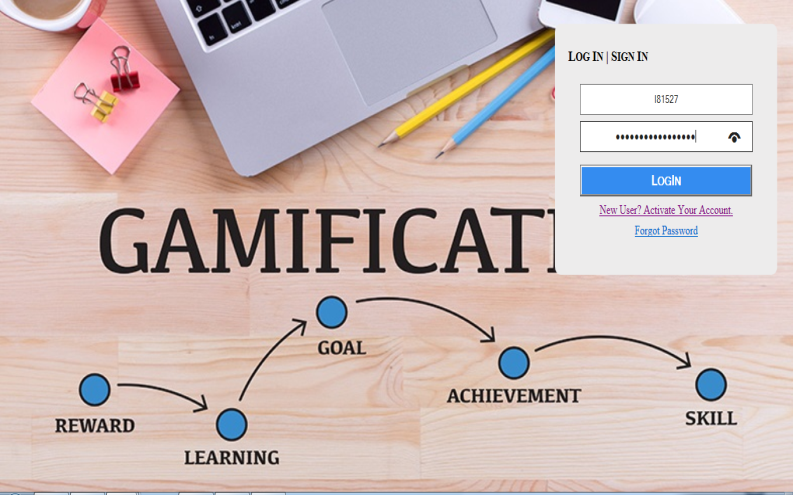 LOG IN | SIGN IN
I81527
•••••••••••••••••
LOGIN
New User? Activate Your Account.
Forgot Password
GAMIFICATI
GOAL
ACHIEVEMENT
REWARD
SKILL
LEARNING